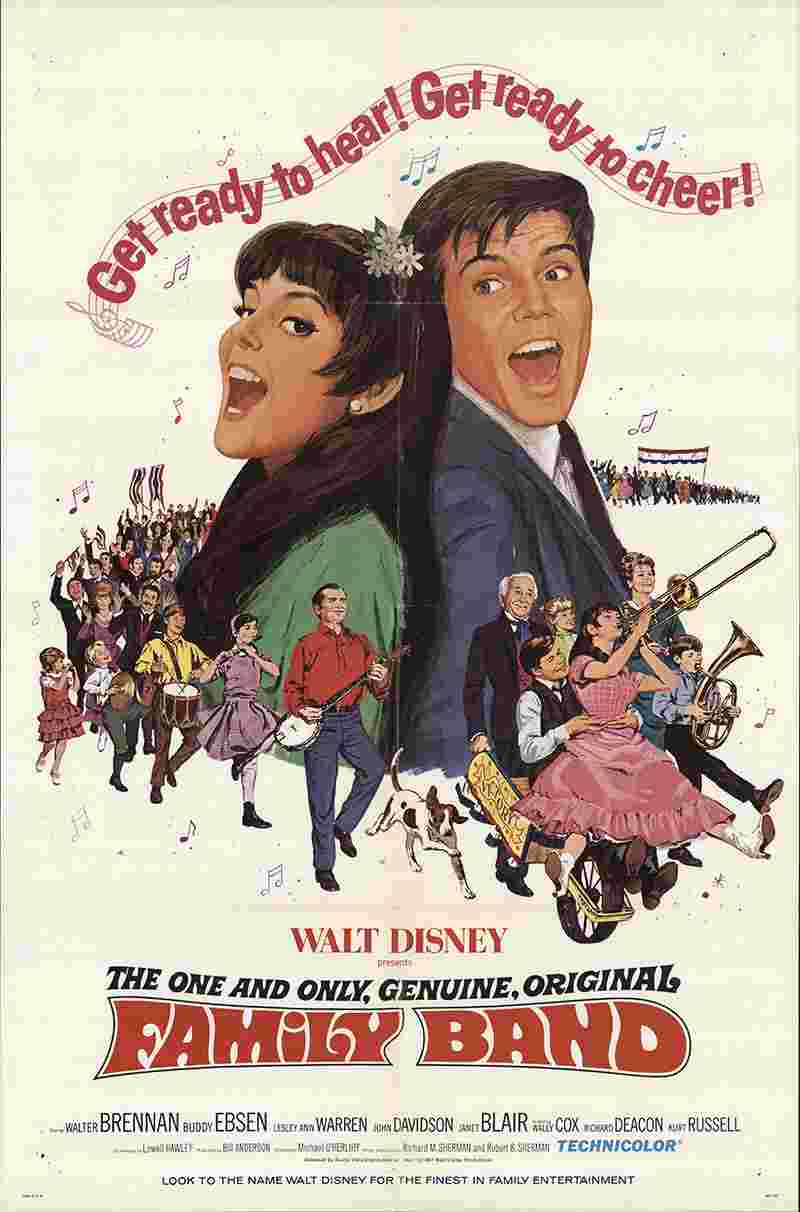 Get ready to hear! Get ready to cheer!
WALT DISNEY
presents
THE ONE AND ONLY, GENUINE, ORIGINAL
FAMILY BAND
WALTER BRENNAN BUDDY EBSEN LESLEY ANN WARREN JOHN DAVIDSON JANET BLAIR WALLY COX RICHARD DEACON KURT RUSSELL
Lowell HAWLEY Bill ANDERSON Michael O'HERLIHY Richard M. SHERMAN and Robert B. SHERMAN TECHNICOLOR®
LOOK TO THE NAME WALT DISNEY FOR THE FINEST IN FAMILY ENTERTAINMENT